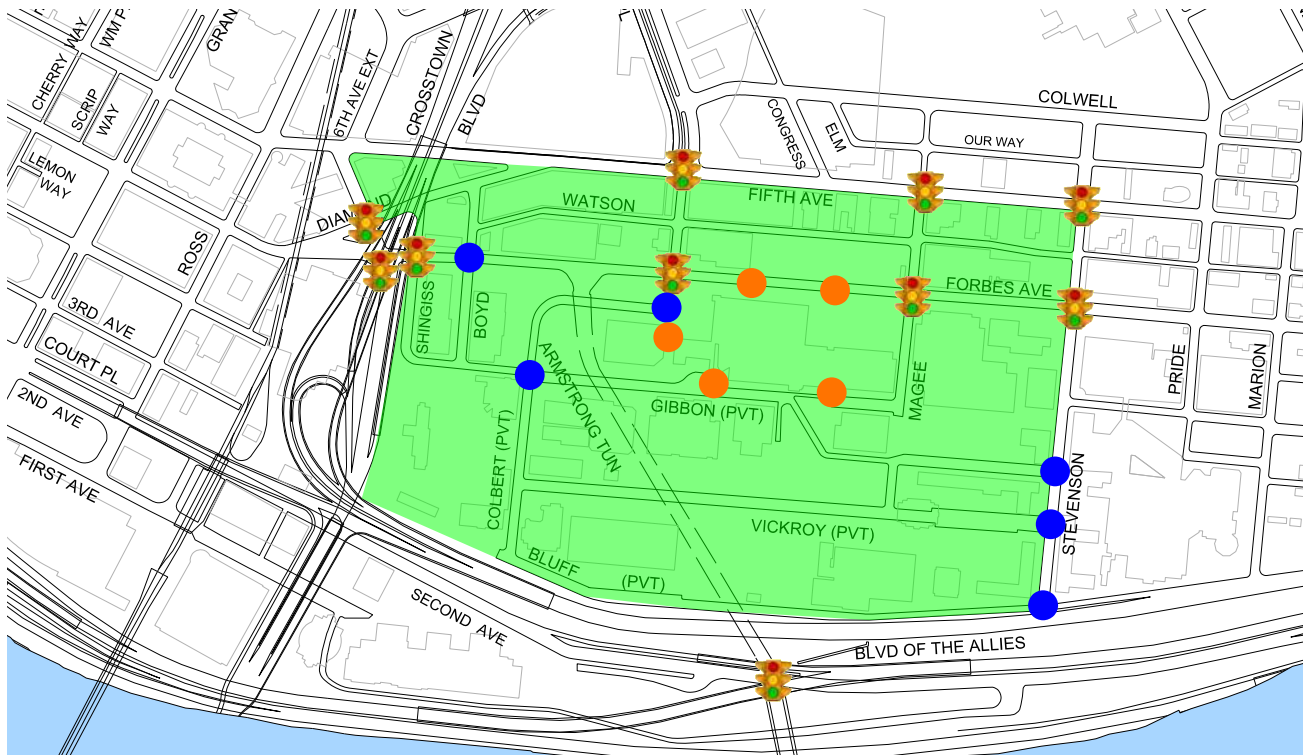 CHERRY WAY
SCRIP
WAY
WM P
GRAN
6TH AVE EXT
CROSSTOWN
BLVD
COLWELL
CONGRESS
ELM
OUR WAY
LEMON
WAY
FIFTH AVE
WATSON
DIAMOND
ROSS
3RD AVE
FORBES AVE
SHINGISS
BOYD
COURT PL
2ND AVE
ARMSTRONG TUN
MAGEE
PRIDE
MARION
GIBBON (PVT)
FIRST AVE
COLBERT (PVT)
STEVENSON
VICKROY (PVT)
BLUFF
(PVT)
SECOND AVE
BLVD OF THE ALLIES